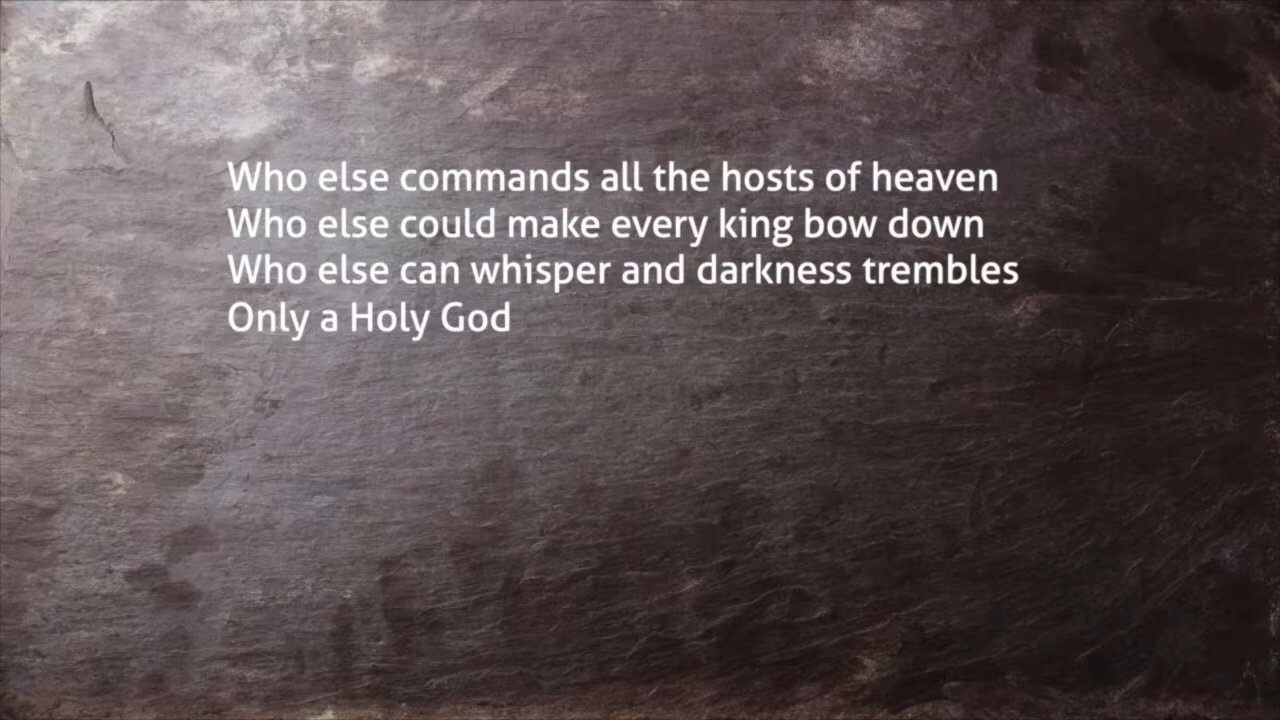 Who else commands all the hosts of heaven
Who else could make every king bow down
Who else can whisper and darkness trembles
Only a Holy God